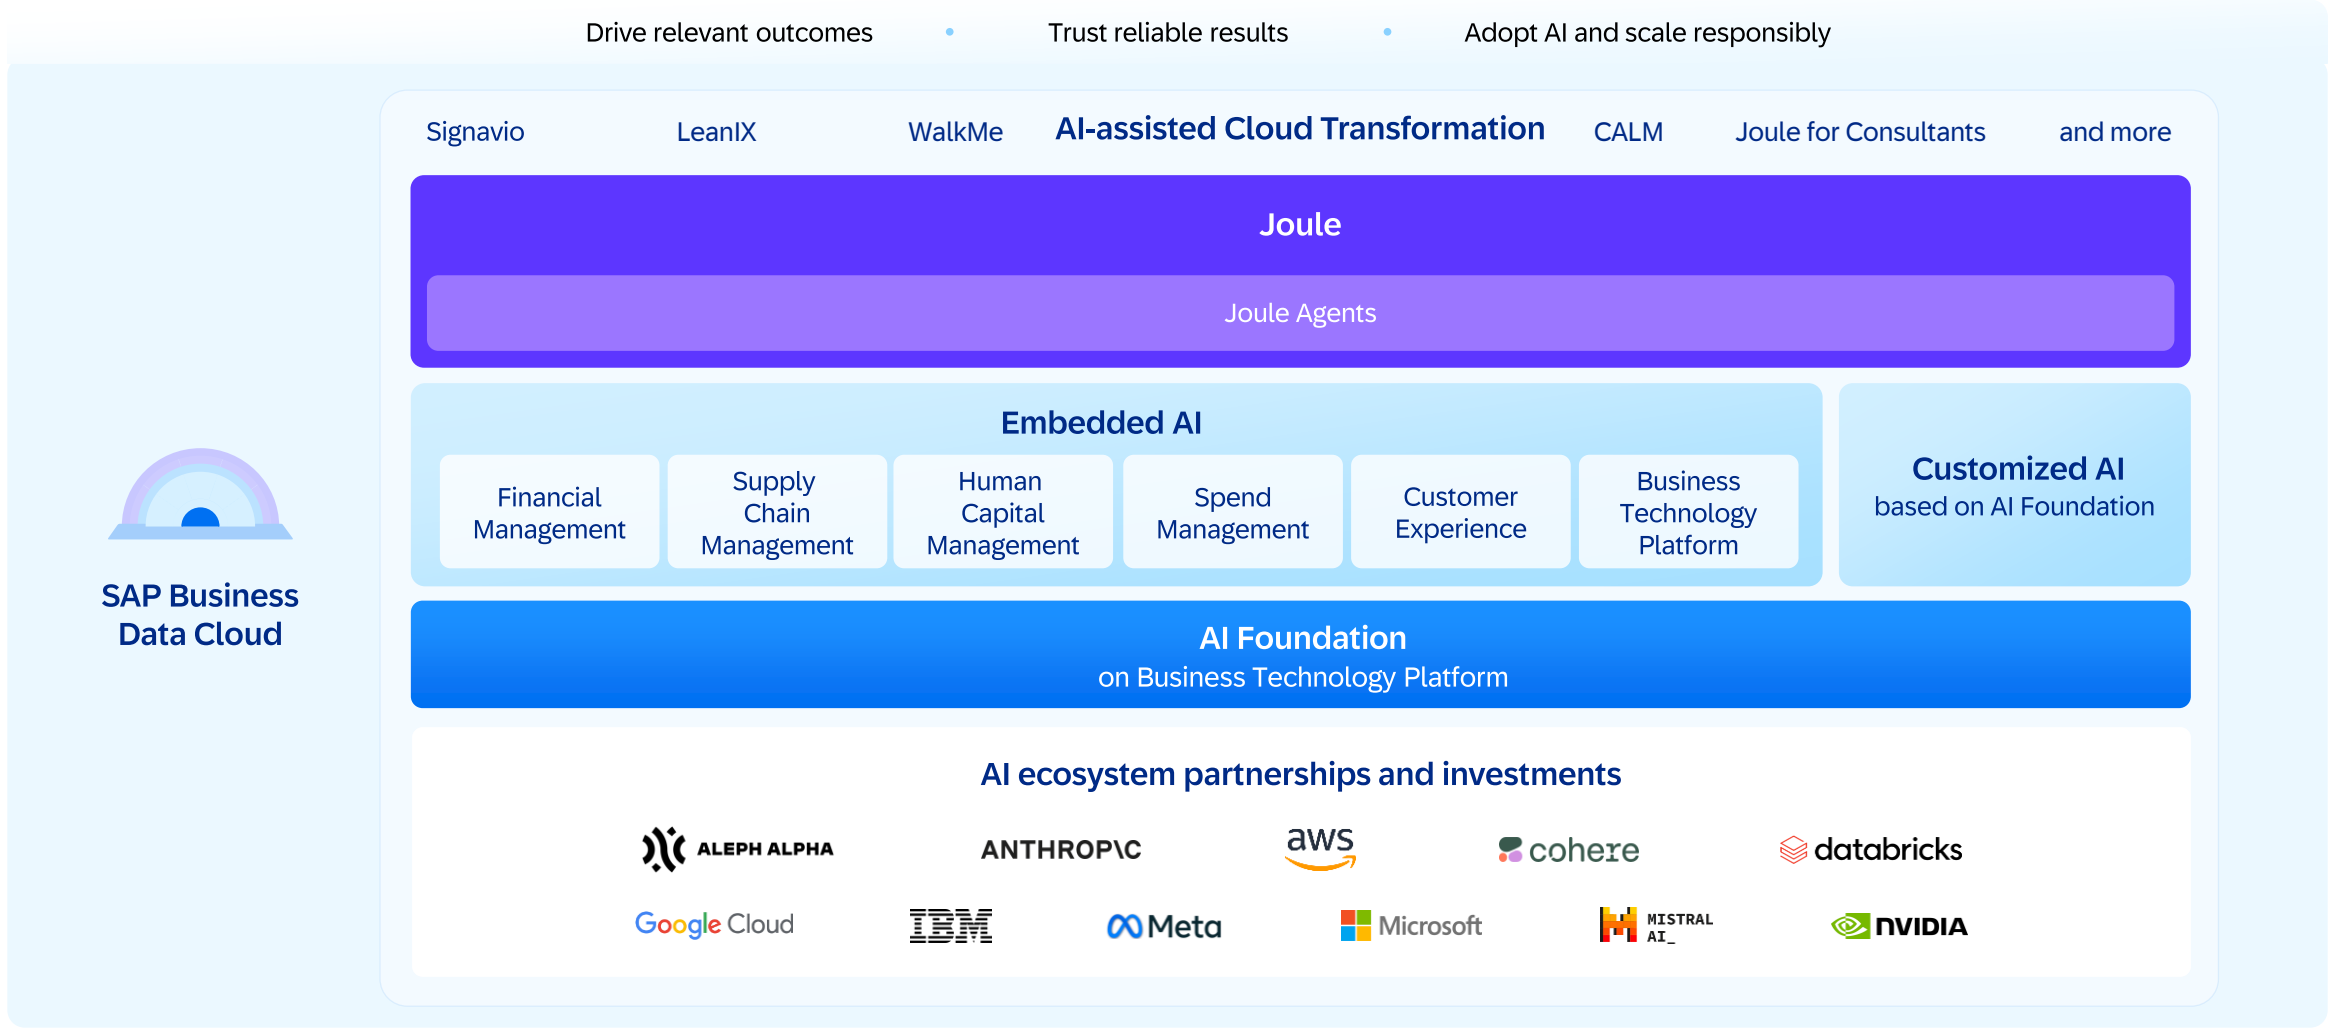 Drive relevant outcomes • Trust reliable results • Adopt AI and scale responsibly
Signavio LeanIX WalkMe AI-assisted Cloud Transformation CALM Joule for Consultants and more
Joule
Joule Agents
Embedded AI
Financial
Management
Supply
Chain
Management
Human
Capital
Management
Spend
Management
Customer
Experience
Business
Technology
Platform
Customized AI
based on AI Foundation
SAP Business
Data Cloud
AI Foundation
on Business Technology Platform
AI ecosystem partnerships and investments
ALEPH ALPHA
ANTHROP\C
aws
cohere
databricks
Google Cloud
IBM
Meta
Microsoft
MISTRAL
AI_
NVIDIA